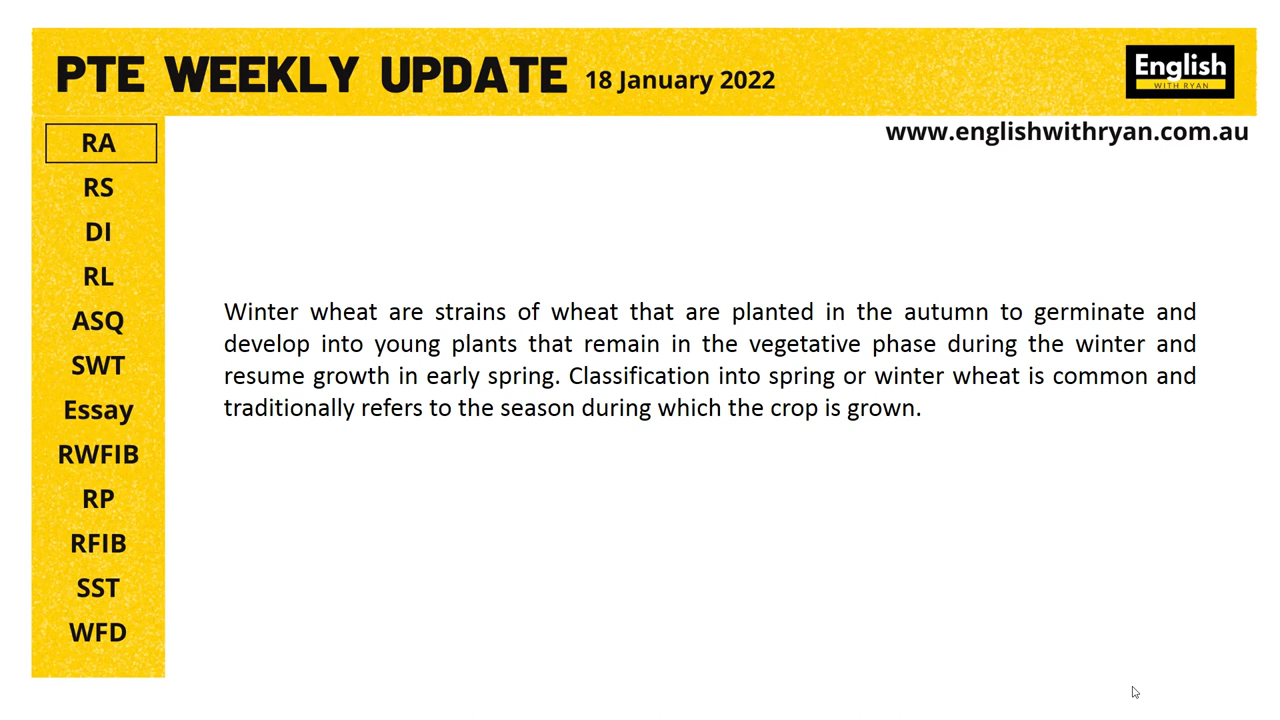 PTE WEEKLY UPDATE 18 January 2022
English
WITH RYAN
www.englishwithryan.com.au
RA
RS
DI
RL
ASQ
SWT
Essay
RWFIB
RP
RFIB
SST
WFD
Winter wheat are strains of wheat that are planted in the autumn to germinate and
develop into young plants that remain in the vegetative phase during the winter and
resume growth in early spring. Classification into spring or winter wheat is common and
traditionally refers to the season during which the crop is grown.